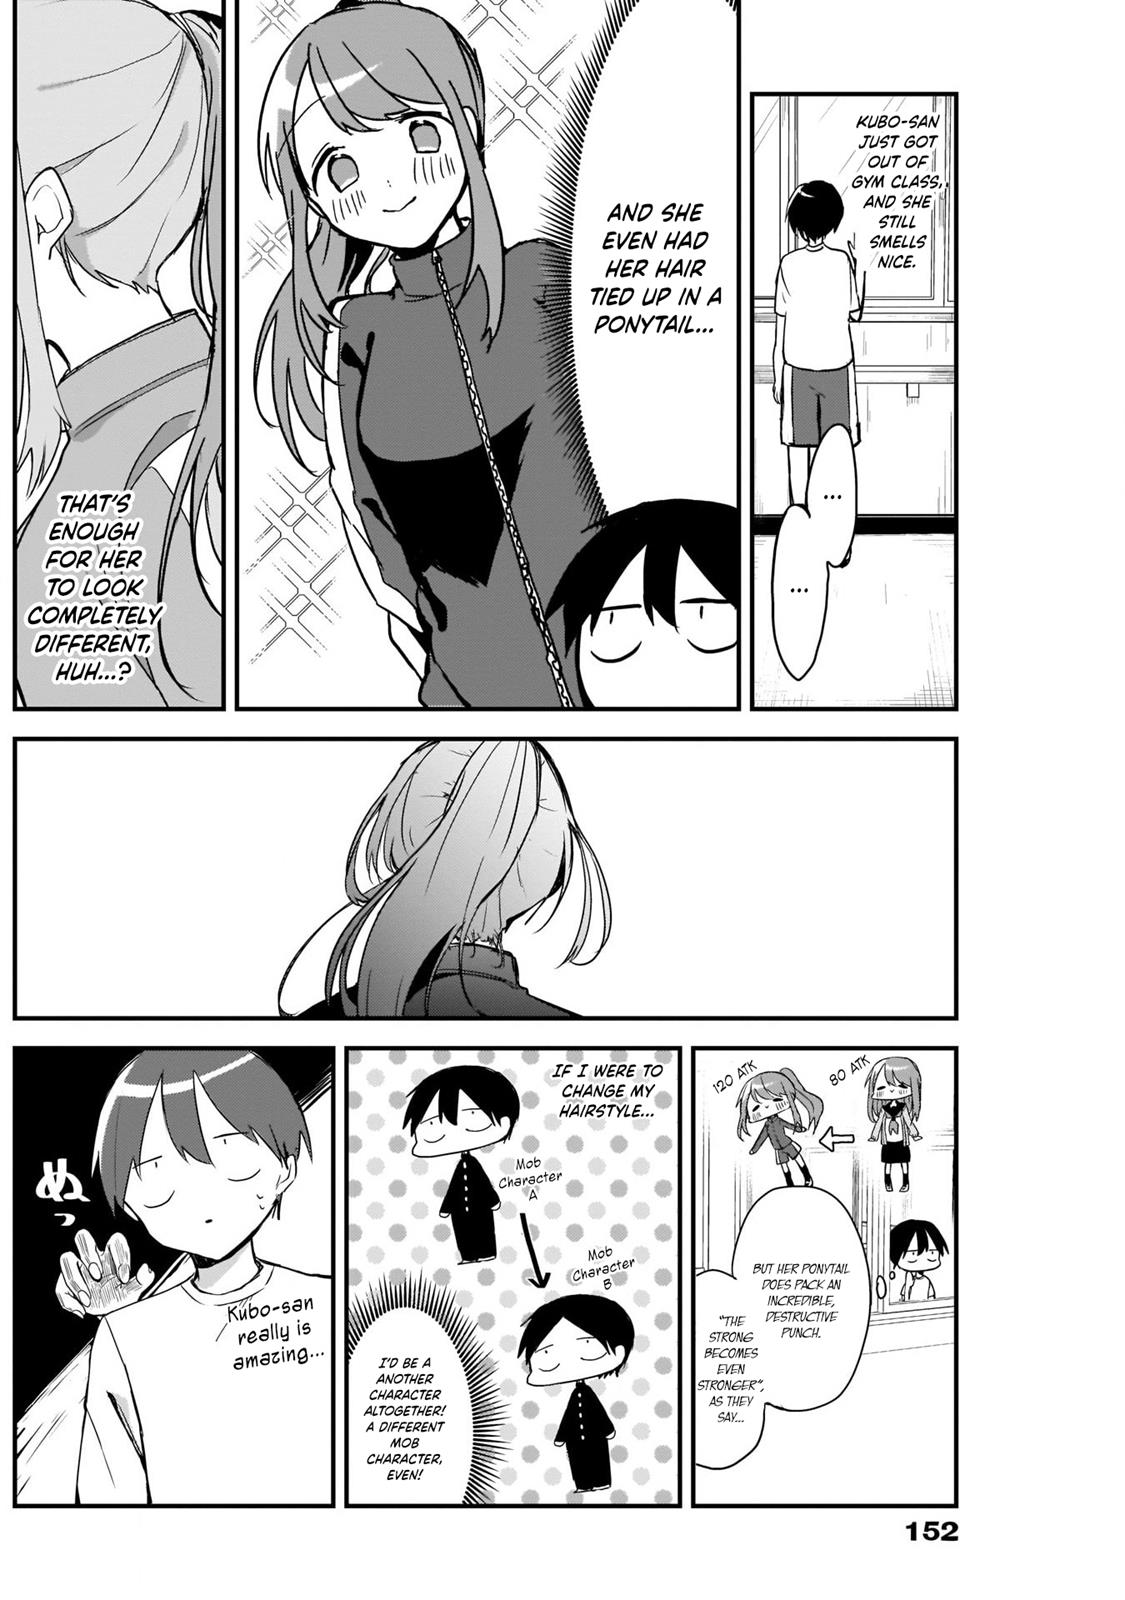 KUBO-SAN
JUST GOT
OUT OF
GYM CLASS,
AND SHE
STILL
SMELLS
NICE.
...
...
AND SHE
EVEN HAD
HER HAIR
TIED UP IN A
PONYTAIL...
THAT'S
ENOUGH
FOR HER
TO LOOK
COMPLETELY
DIFFERENT,
HUH...?
80 ATK
120 ATK
BUT HER PONYTAIL
DOES PACK AN
INCREDIBLE,
DESTRUCTIVE
PUNCH.
"THE
STRONG
BECOMES
EVEN
STRONGER",
AS THEY
SAY...
IF I WERE TO
CHANGE MY
HAIRSTYLE...
Mob
Character
A
Mob
Character
B
I'D BE A
ANOTHER
CHARACTER
ALTOGETHER!
A DIFFERENT
MOB
CHARACTER,
EVEN!
ぬっ
Kubo-san
really is
amazing...
152